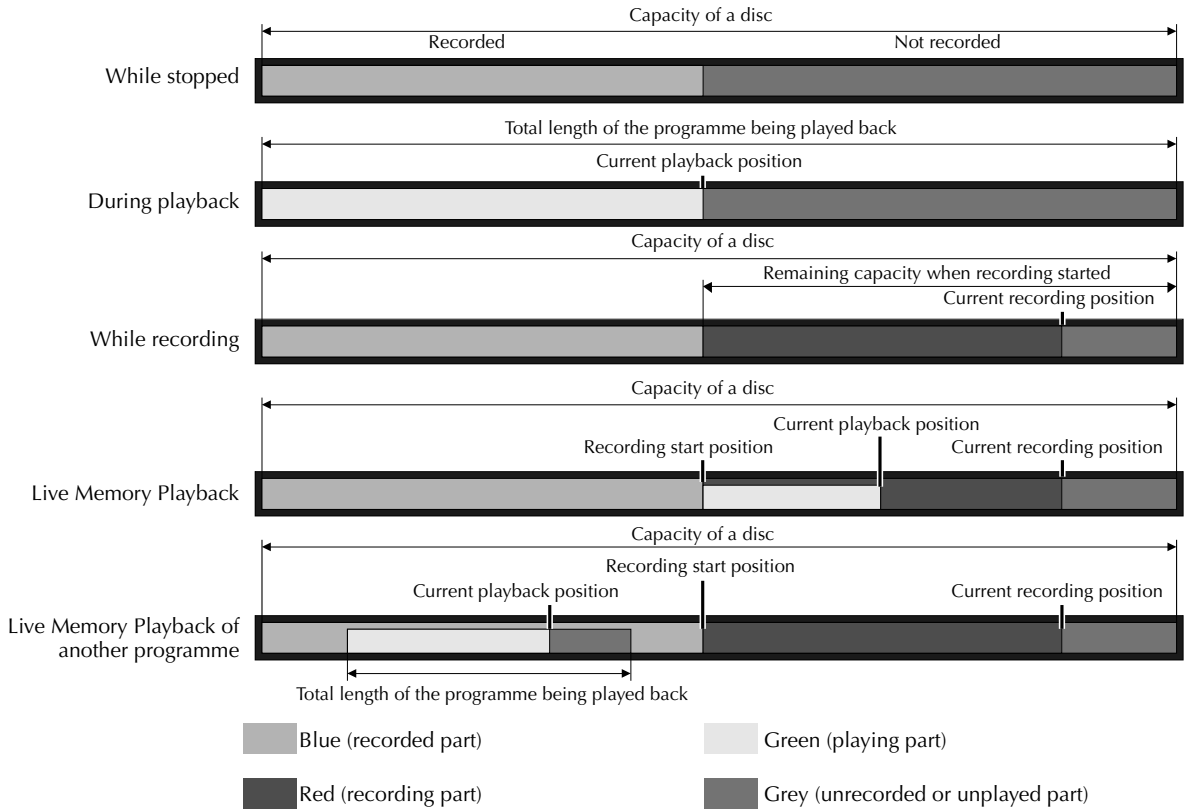 Capacity of a disc
Recorded
Not recorded
While stopped
Total length of the programme being played back
Current playback position
During playback
Capacity of a disc
Remaining capacity when recording started
Current recording position
While recording
Capacity of a disc
Current playback position
Recording start position
Current recording position
Live Memory Playback
Capacity of a disc
Recording start position
Current playback position
Current recording position
Live Memory Playback of
another programme
Total length of the programme being played back
Blue (recorded part)
Green (playing part)
Red (recording part)
Grey (unrecorded or unplayed part)